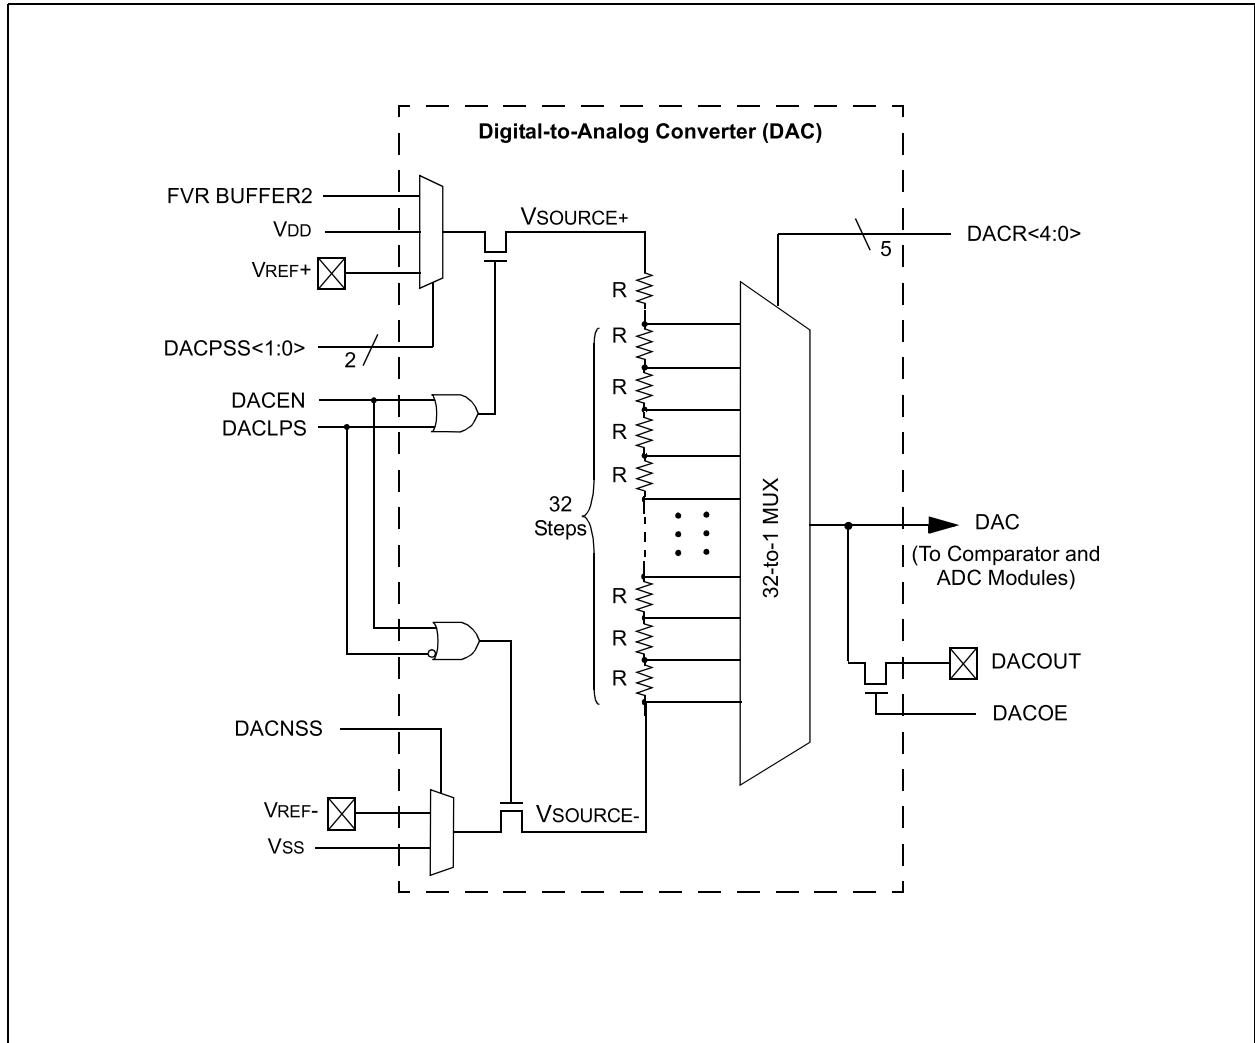 Digital-to-Analog Converter (DAC)
FVR BUFFER2
VDD
VREF+
DACPSS<1:0>
2
DACEN
DACLPS
VSOURCE+
R
R
R
R
R
32
Steps
R
R
R
32-to-1 MUX
5
DACR<4:0>
DAC
(To Comparator and
ADC Modules)
DACOUT
DACOE
DACNSS
VREF-
VSS
VSOURCE-